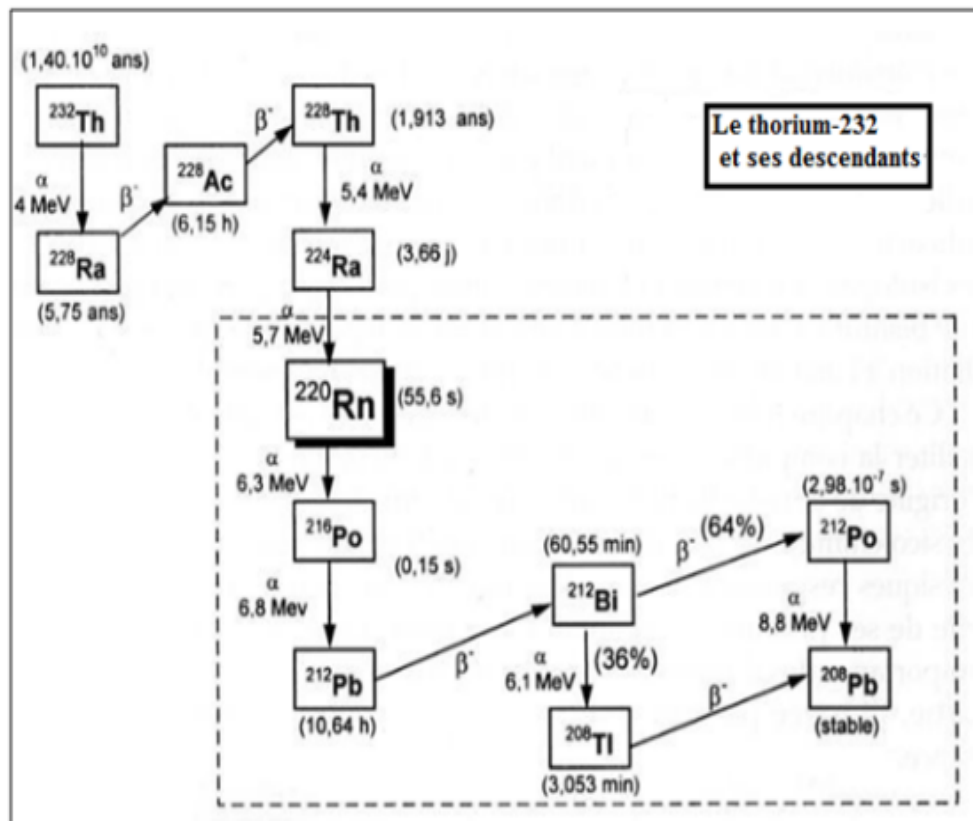 (1,40.10¹⁰ ans)
²³²Th
α
4 MeV
²²⁸Ra
(5,75 ans)
β⁻
²²⁸Ac
(6,15 h)
β⁻
²²⁸Th
(1,913 ans)
α
5,4 MeV
²²⁴Ra
(3,66 j)
α
5,7 MeV
²²⁰Rn
(55,6 s)
α
6,3 MeV
²¹⁶Po
(0,15 s)
α
6,8 Mev
²¹²Pb
(10,64 h)
β⁻
(60,55 min)
²¹²Bi
α
6,1 MeV
(36%)
²⁰⁸Tl
(3,053 min)
β⁻
(64%)
β⁻
(2,98.10⁻⁷ s)
²¹²Po
α
8,8 MeV
²⁰⁸Pb
(stable)
Le thorium-232
et ses descendants